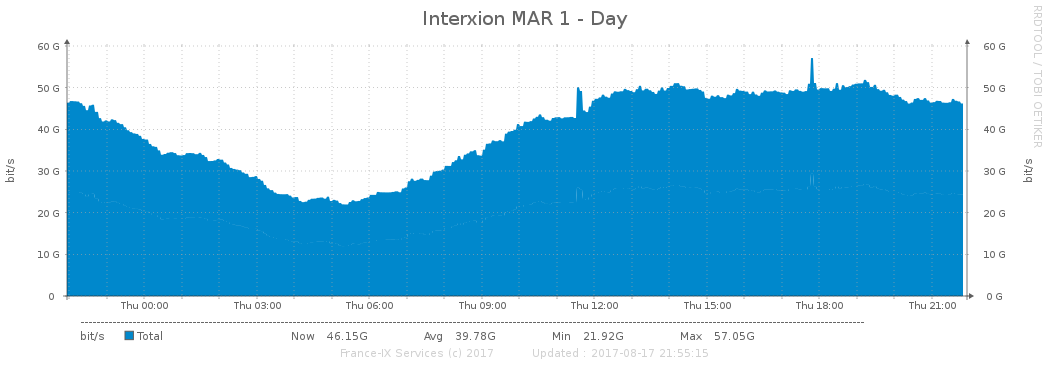 Interxion MAR 1 - Day
RRDTOOL / TOBI OETIKER
bit/s
bit/s
60 G 60 G
50 G 50 G
40 G 40 G
30 G 30 G
20 G 20 G
10 G 10 G
0 0 G
Thu 00:00 Thu 03:00 Thu 06:00 Thu 09:00 Thu 12:00 Thu 15:00 Thu 18:00 Thu 21:00
bit/s Total Now 46.15G Avg 39.78G Min 21.92G Max 57.05G
France-IX Services (c) 2017 Updated : 2017-08-17 21:55:15